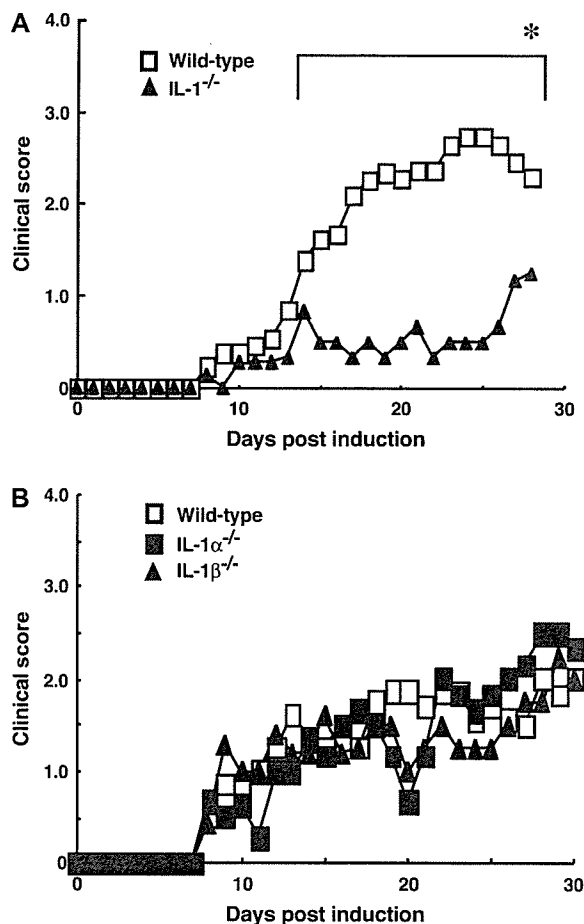 A
4.0
*
Wild-type
IL-1⁻/⁻
3.0
2.0
1.0
0
Clinical score
0 10 20 30
Days post induction
B
4.0
Wild-type
IL-1α⁻/⁻
IL-1β⁻/⁻
3.0
2.0
1.0
0
Clinical score
0 10 20 30
Days post induction